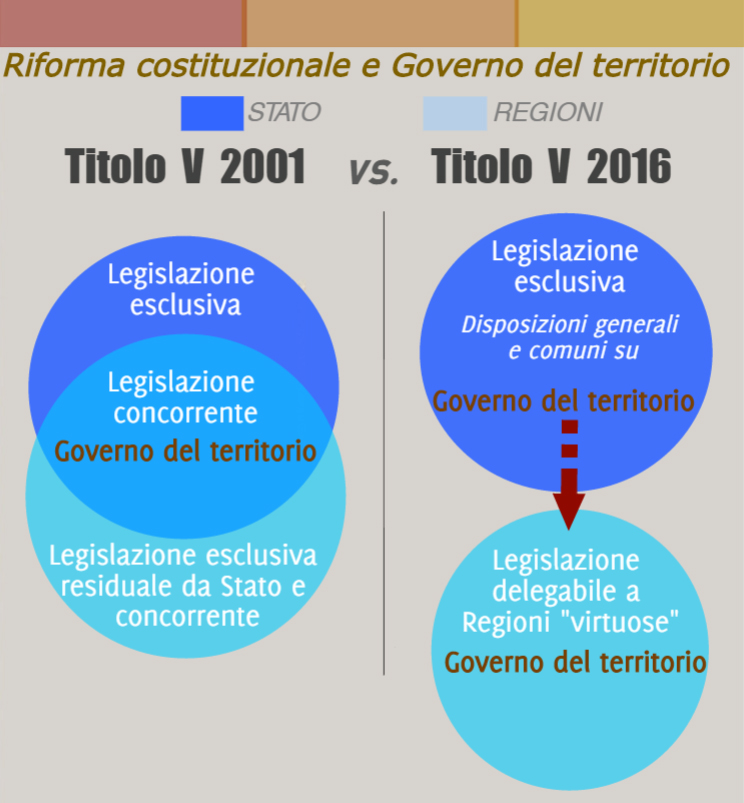 Riforma costituzionale e Governo del territorio
STATO
REGIONI
Titolo V 2001 vs. Titolo V 2016
Legislazione
esclusiva
Legislazione
concorrente
Governo del territorio
Legislazione esclusiva
residuale da Stato e
concorrente
Legislazione
esclusiva
Disposizioni generali
e comuni su
Governo del territorio
Legislazione
delegabile a
Regioni "virtuose"
Governo del territorio